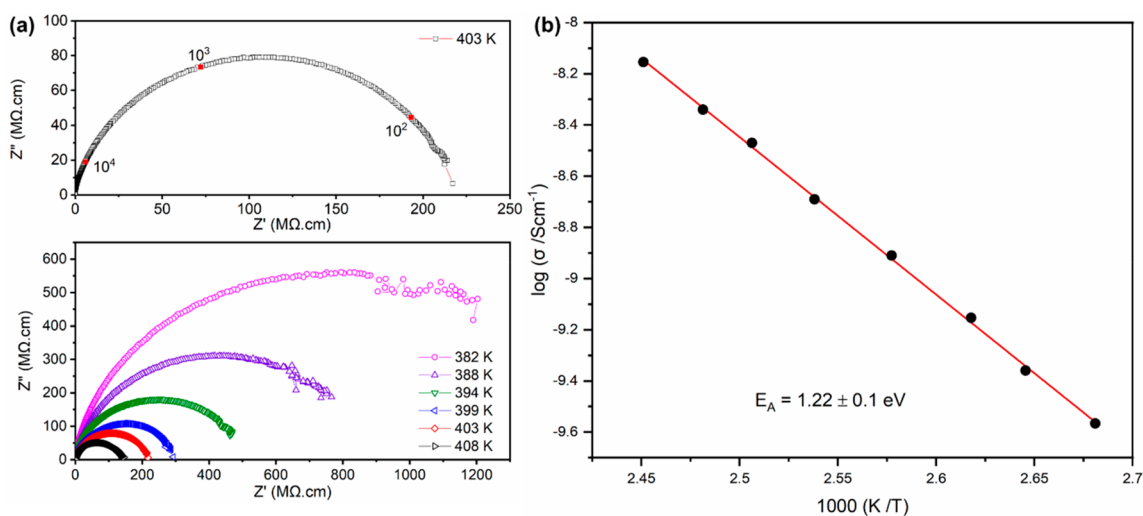 (a)
100
80
60
40
20
0
Z'' (MΩ.cm)
10⁴
10³
10²
403 K
0 50 100 150 200 250
Z' (MΩ.cm)
600
500
400
300
200
100
0
Z'' (MΩ.cm)
382 K
388 K
394 K
399 K
403 K
408 K
0 200 400 600 800 1000 1200
Z' (MΩ.cm)
(b)
-8
-8.2
-8.4
-8.6
-8.8
-9
-9.2
-9.4
-9.6
log (σ /Scm⁻¹)
E_A = 1.22 ± 0.1 eV
2.45 2.5 2.55 2.6 2.65 2.7
1000 (K /T)